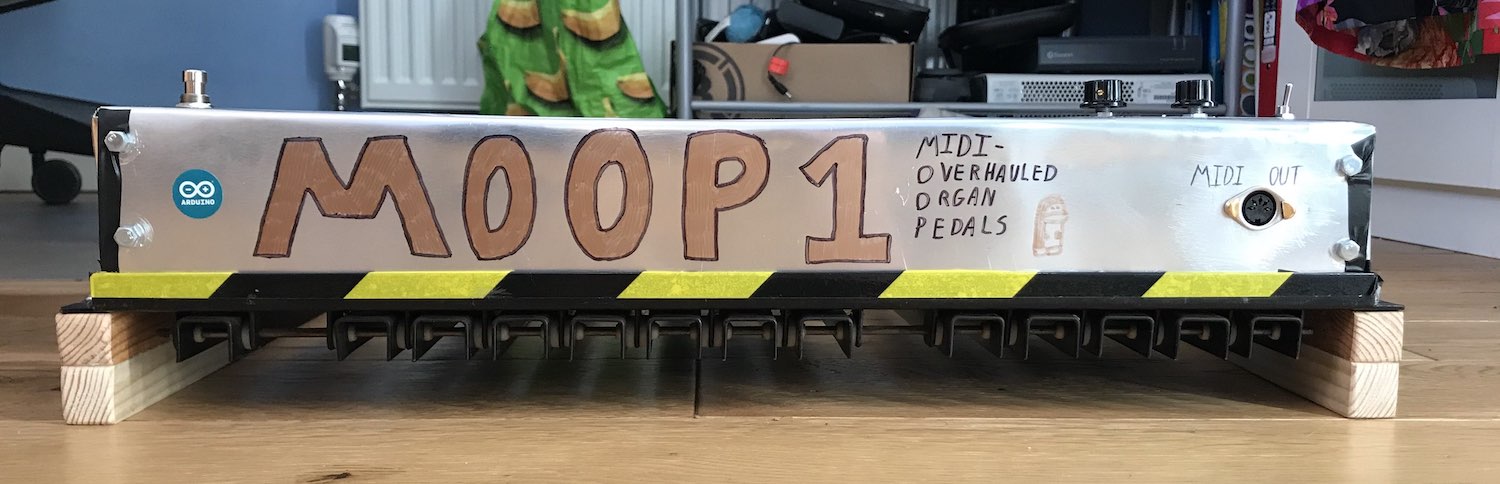 MOOP1
MIDI-
OVERHAULED
ORGAN
PEDALS
MIDI OUT
ARDUINO